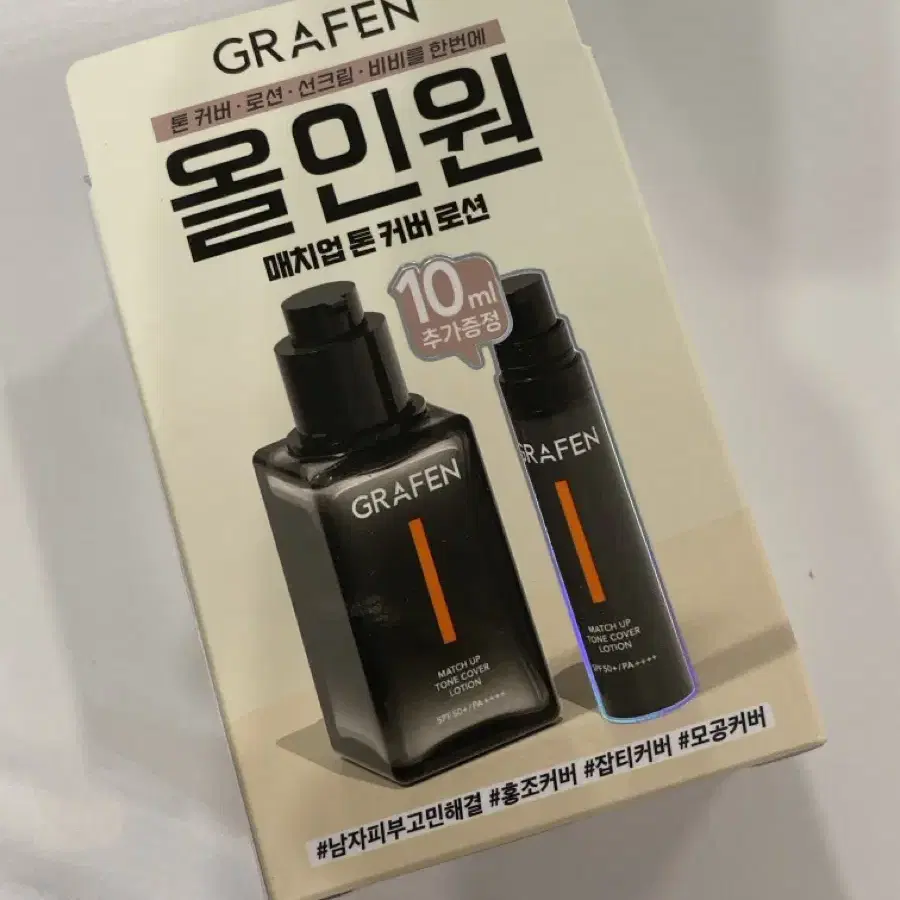 GRAFEN
톤 커버 · 로션 · 선크림 · 비비를 한번에
올인원
매치업 톤 커버 로션
10ml
추가증정
GRAFEN
MATCH UP
TONE COVER
LOTION
SPF 50+/PA++++
GRAFEN
MATCH UP
TONE COVER
LOTION
SPF 50+/PA++++
#남자피부고민해결 #홍조커버 #잡티커버 #모공커버